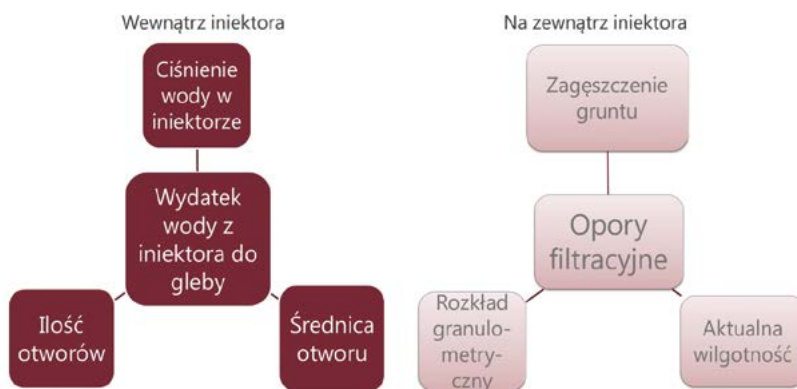 Wewnątrz iniektora
Ciśnienie
wody w
iniektorze
Wydatek
wody z
iniektora do
gleby
Ilość
otworów
Średnica
otworu
Na zewnątrz iniektora
Zagęszczenie
gruntu
Opory
filtracyjne
Rozkład
granulo-
metry-
czny
Aktualna
wilgotność